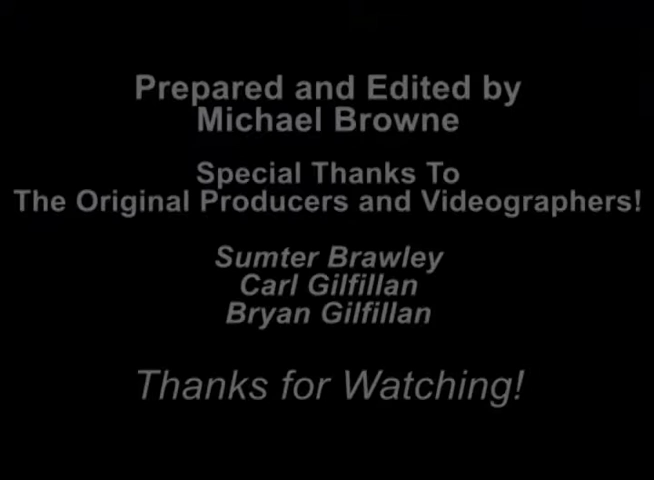 Prepared and Edited by
Michael Browne
Special Thanks To
The Original Producers and Videographers!
Sumter Brawley
Carl Gilfillan
Bryan Gilfillan
Thanks for Watching!